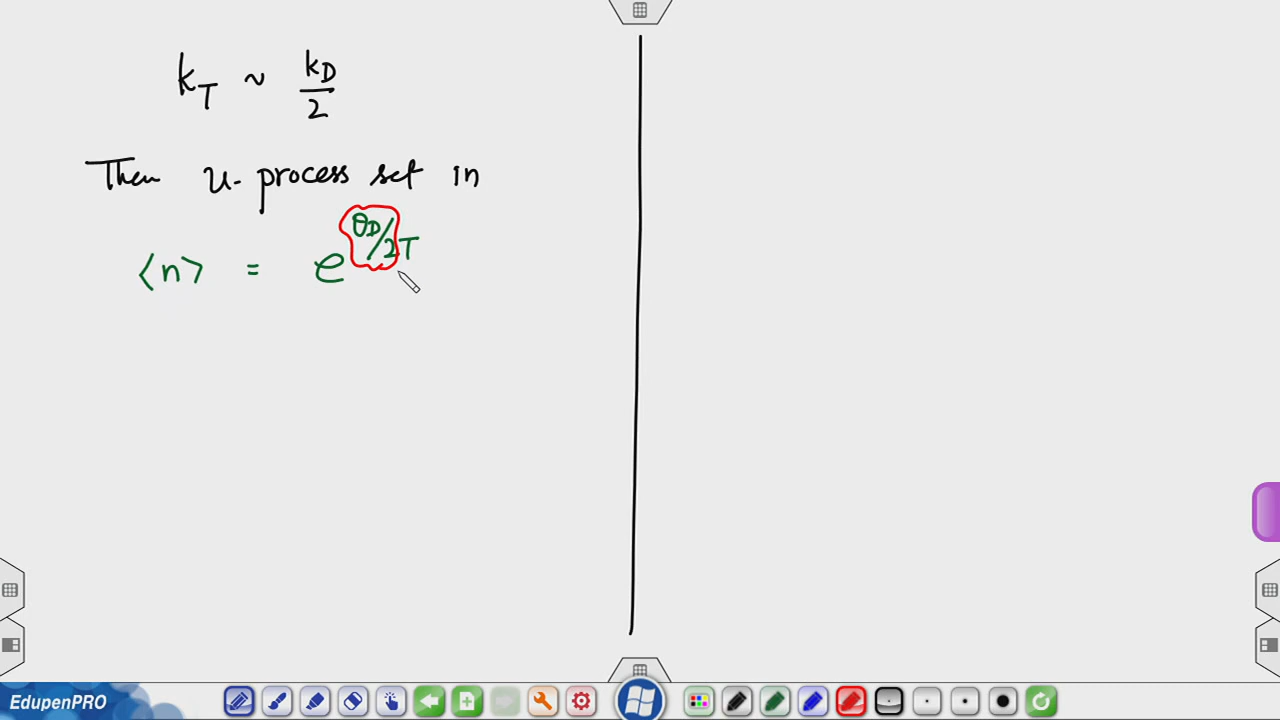 k_T ~ k_D/2
Then U-process set in
⟨n⟩ = e^{θ_D/2T}
EdupenPRO